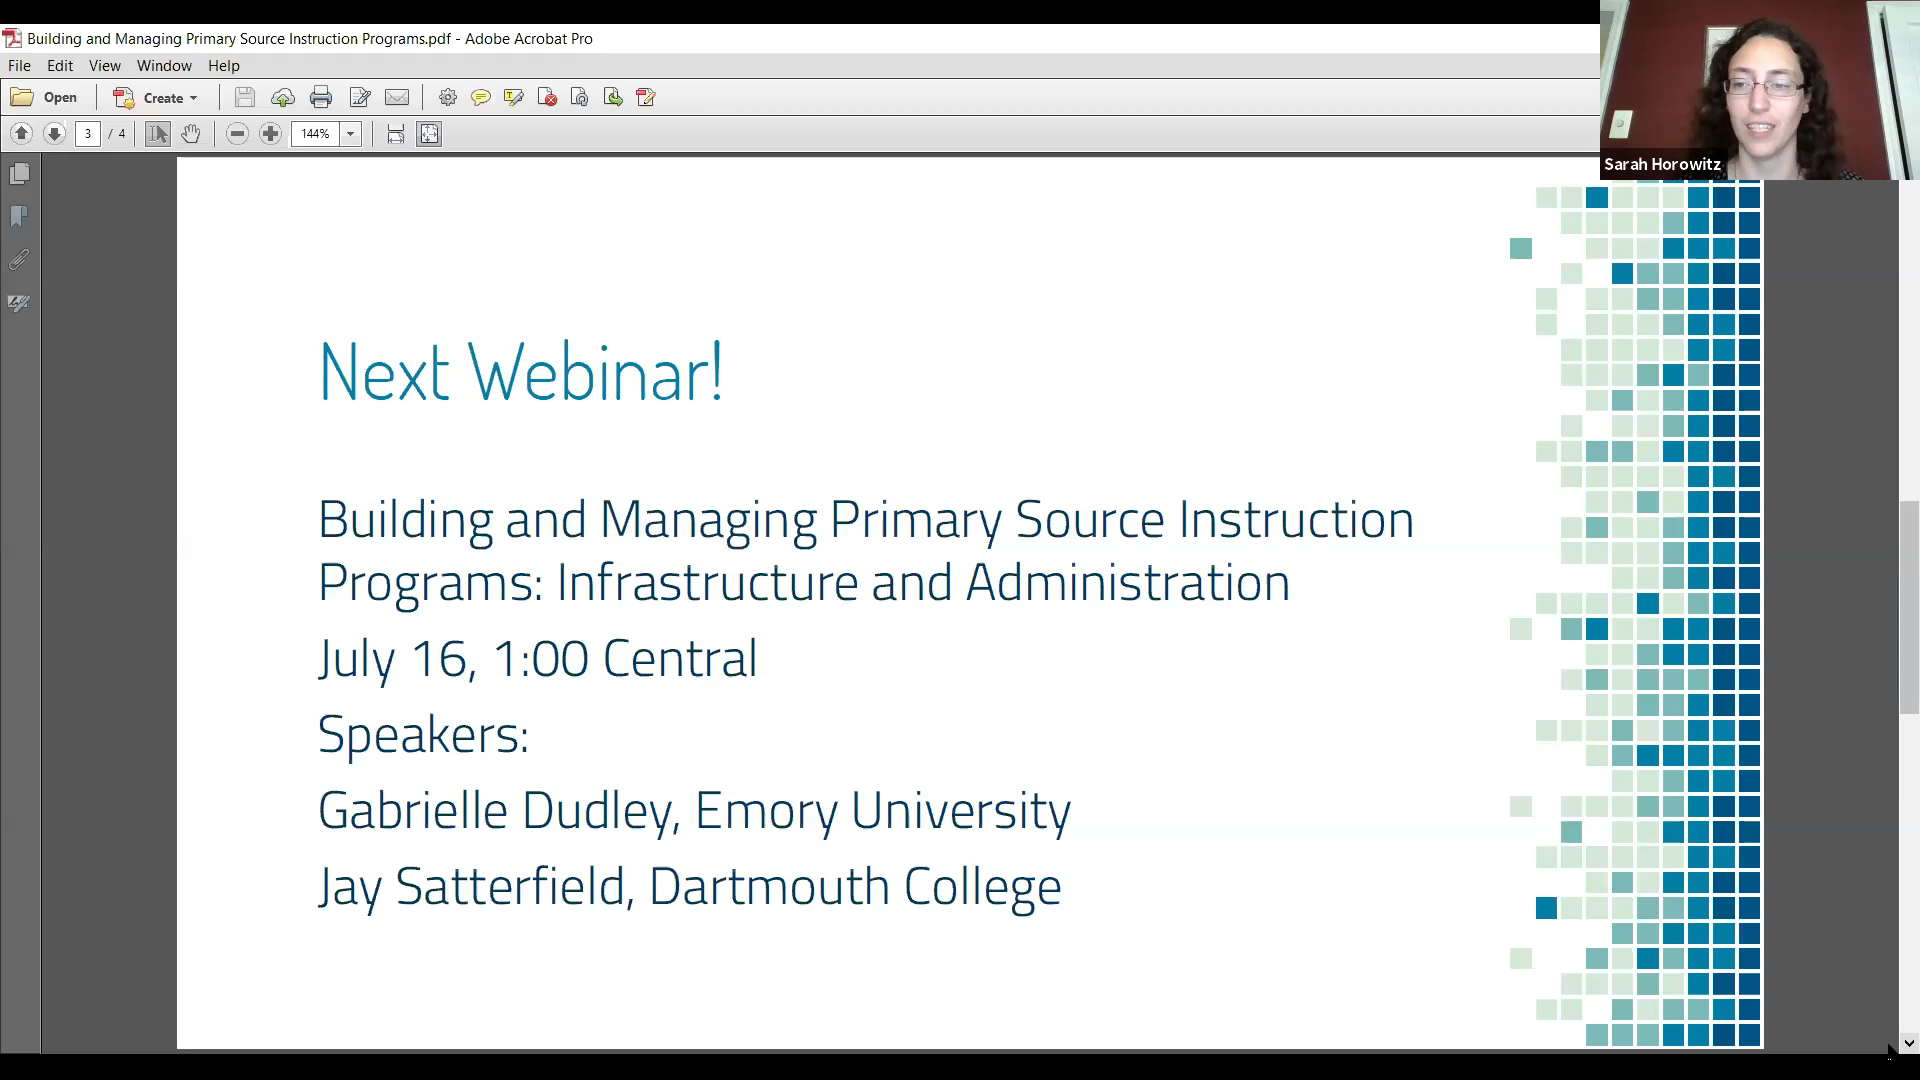 Building and Managing Primary Source Instruction Programs.pdf - Adobe Acrobat Pro
File Edit View Window Help
Open Create
3 / 4 144%
Sarah Horowitz
Next Webinar!
Building and Managing Primary Source Instruction
Programs: Infrastructure and Administration
July 16, 1:00 Central
Speakers:
Gabrielle Dudley, Emory University
Jay Satterfield, Dartmouth College